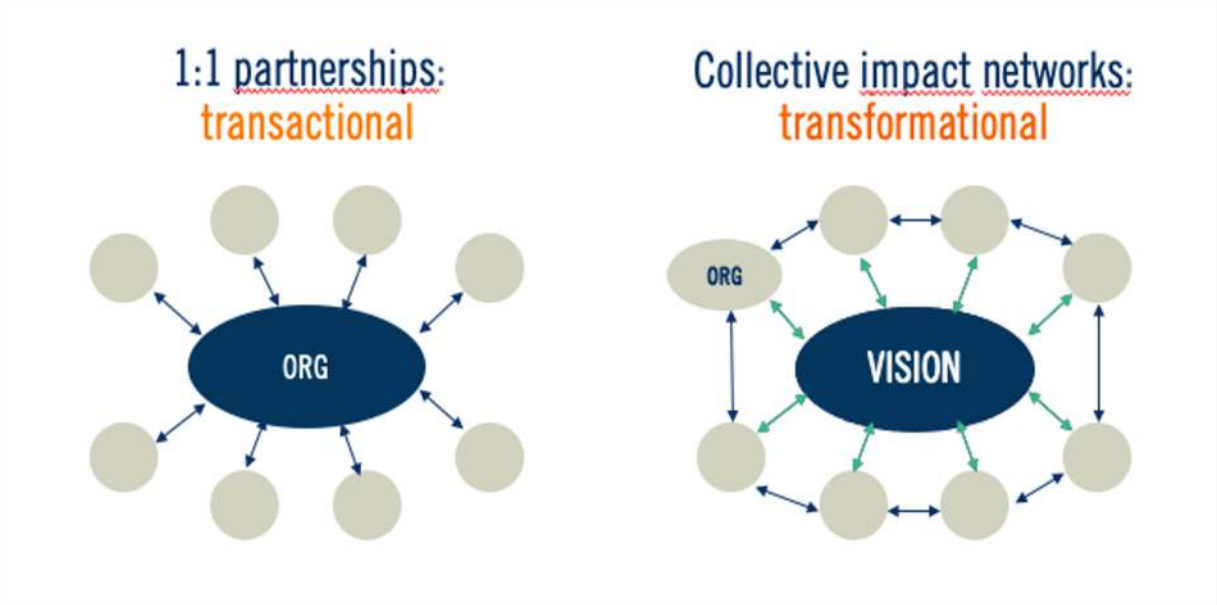 1:1 partnerships:
transactional
ORG
Collective impact networks:
transformational
ORG
VISION